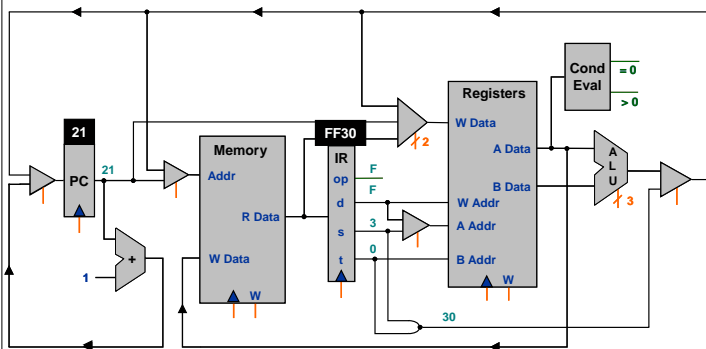 Cond
Eval
= 0
> 0
Registers
W Data
A Data
B Data
W Addr
A Addr
B Addr
W
A
L
U
3
2
21
PC
21
1
+
Memory
Addr
R Data
W Data
W
FF30
IR
op
d
s
t
F
F
3
0
30